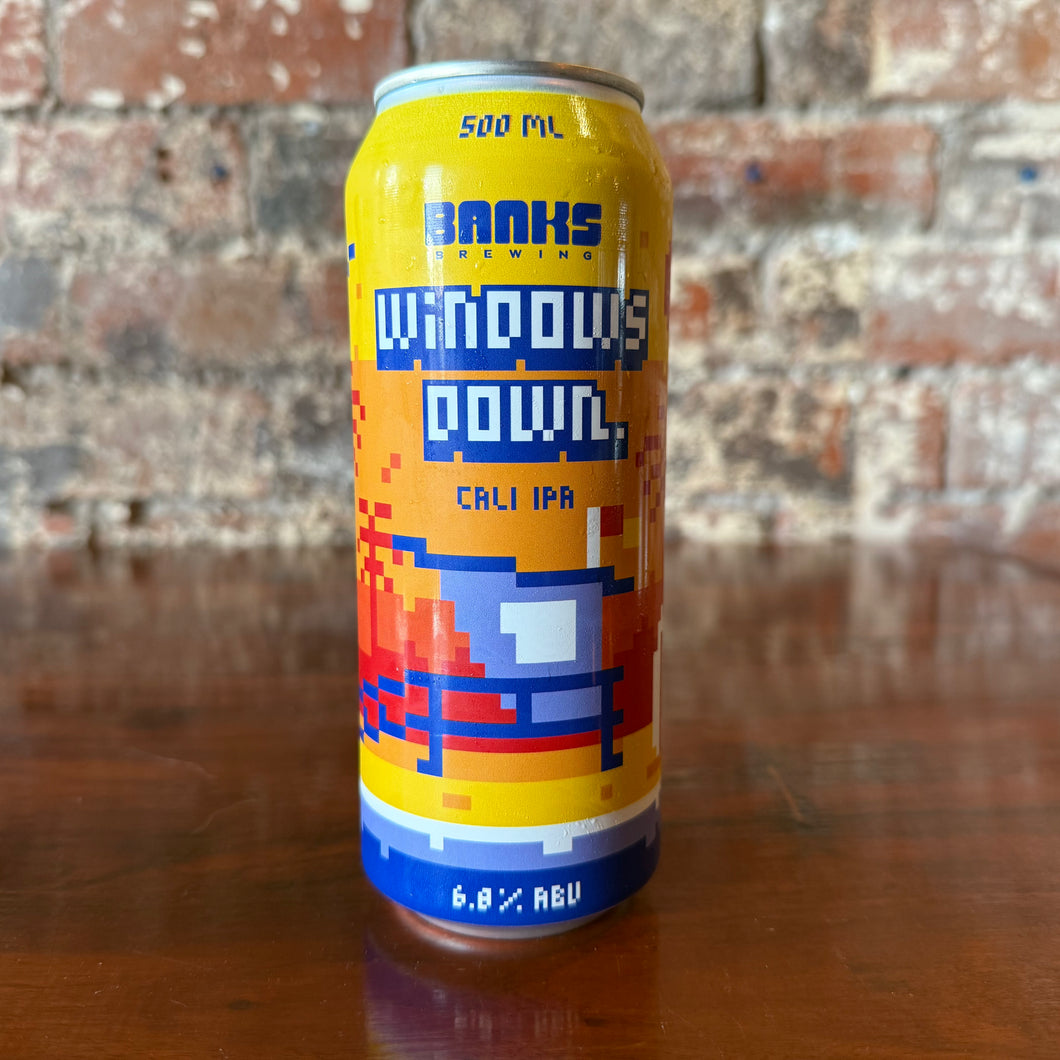 500 ML
BANKS
BREWING
WiNDOWS
DOWN.
CALI IPA
6.8% ABV